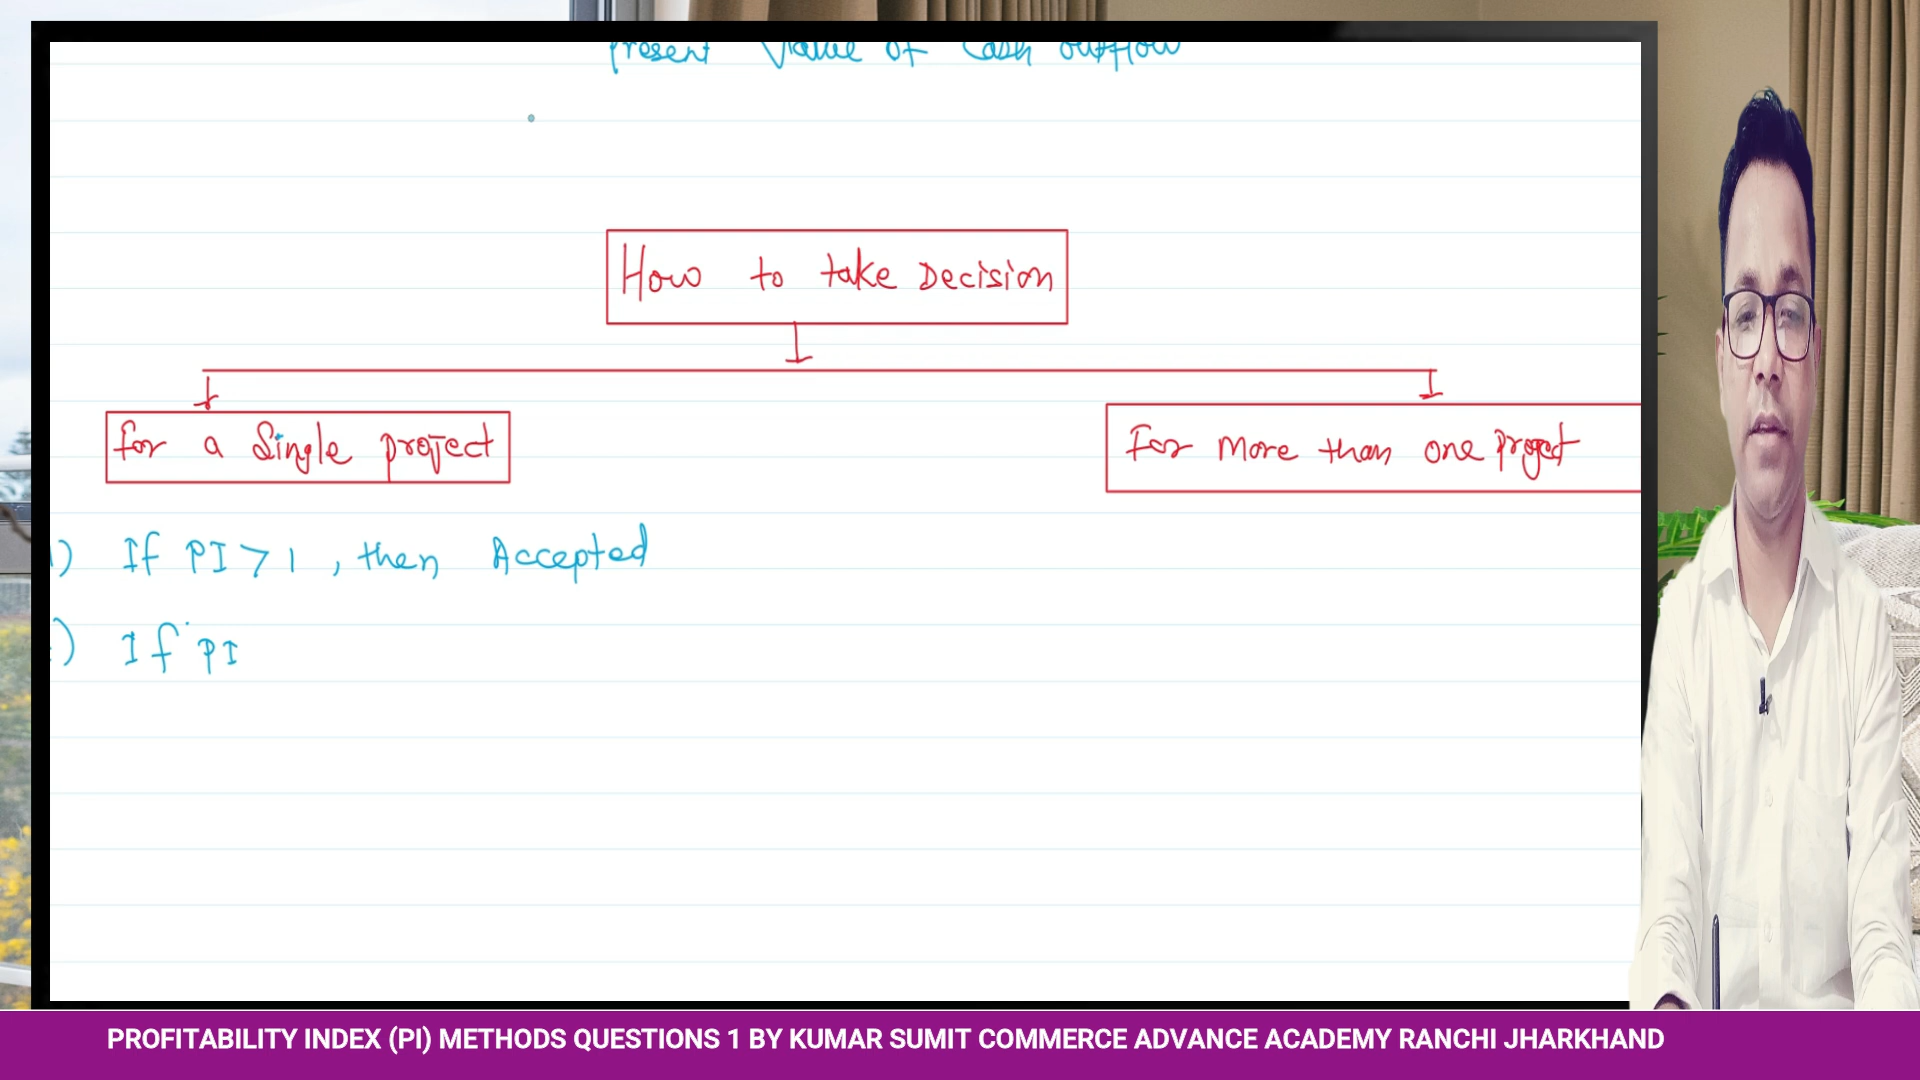 present value of Cash outflow
How to take Decision
for a Single project
For More than one project
1) If PI > 1, then Accepted
) If PI
PROFITABILITY INDEX (PI) METHODS QUESTIONS 1 BY KUMAR SUMIT COMMERCE ADVANCE ACADEMY RANCHI JHARKHAND